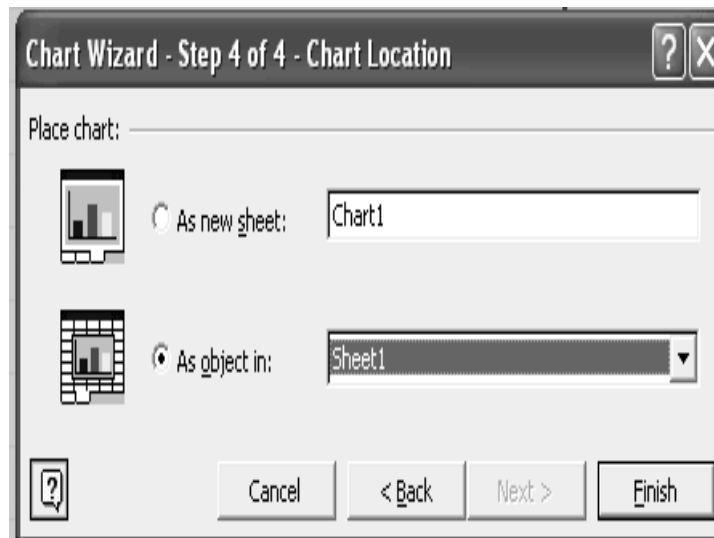 Chart Wizard - Step 4 of 4 - Chart Location
Place chart:
As new sheet: Chart1
As object in: Sheet1
Cancel < Back Next > Finish